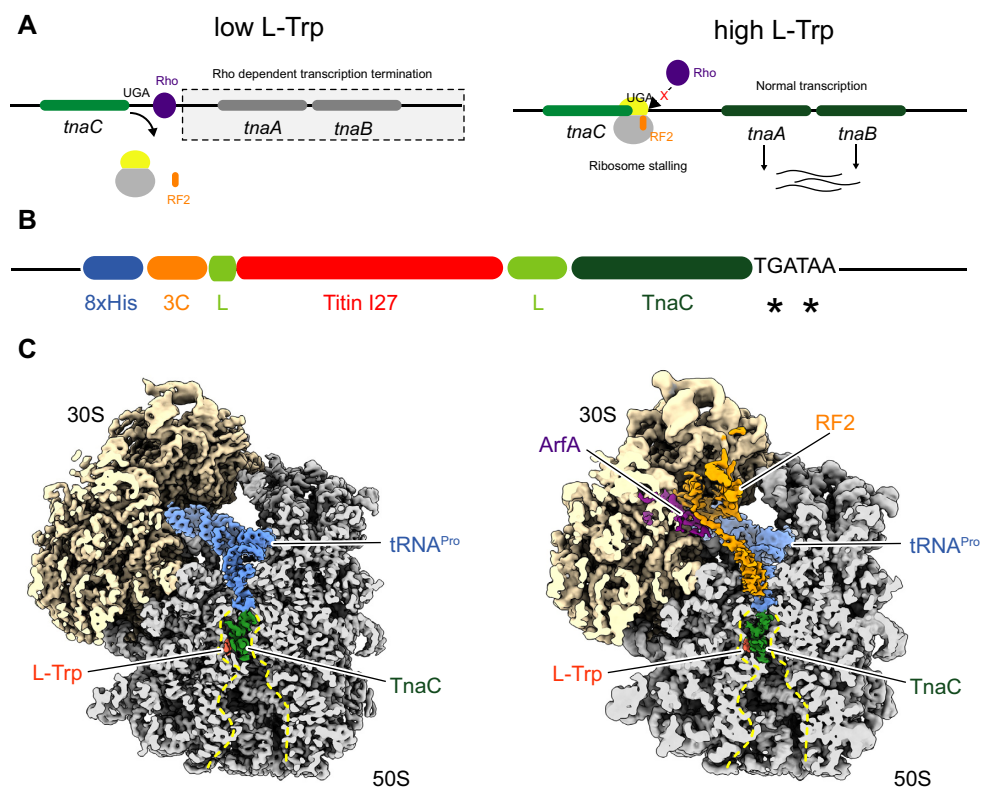 A
low L-Trp
high L-Trp
Rho dependent transcription termination
UGA
Rho
tnaC
tnaA
tnaB
RF2
Rho
Normal transcription
UGA
X
tnaC
RF2
tnaA
tnaB
Ribosome stalling
B
TGATAA
8xHis
3C
L
Titin I27
L
TnaC
* *
C
30S
tRNAPro
L-Trp
TnaC
50S
30S
RF2
ArfA
tRNAPro
L-Trp
TnaC
50S